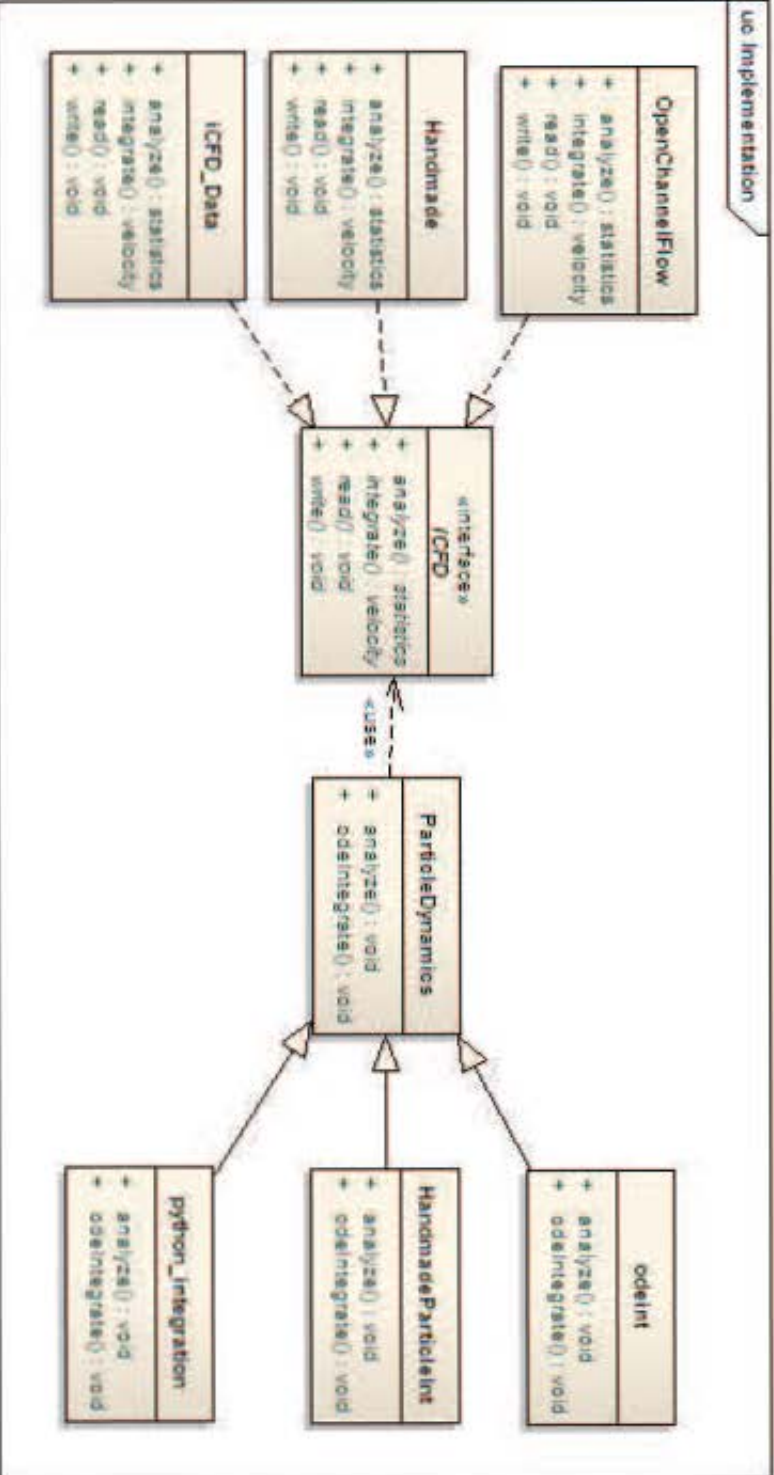 uc Implementation
OpenChannelFlow
+ analyze() : statistics
+ integrate() : velocity
+ read() : void
+ write() : void
Handmade
+ analyze() : statistics
+ integrate() : velocity
+ read() : void
+ write() : void
iCFD_Data
+ analyze() : statistics
+ integrate() : velocity
+ read() : void
+ write() : void
«interface»
ICFD
+ analyze() : statistics
+ integrate() : velocity
+ read() : void
+ write() : void
«use»
ParticleDynamics
+ analyze() : void
+ odeIntegrate() : void
odeint
+ analyze() : void
+ odeIntegrate() : void
HandmadeParticleInt
+ analyze() : void
+ odeIntegrate() : void
python_integration
+ analyze() : void
+ odeIntegrate() : void